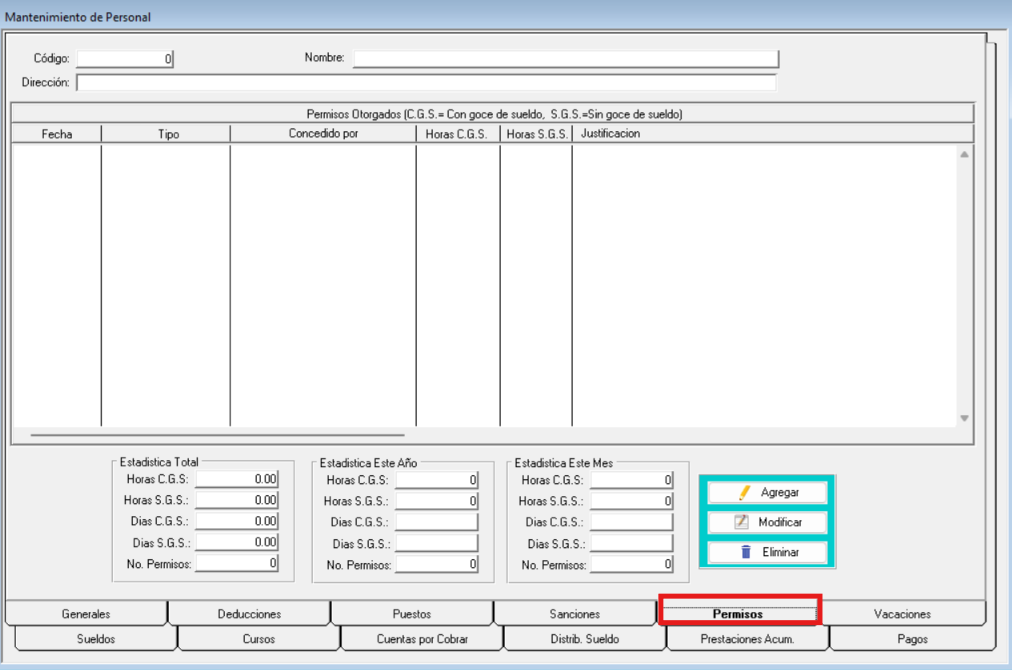 Mantenimiento de Personal
Código: 0 Nombre:
Dirección:
Permisos Otorgados (C.G.S.= Con goce de sueldo, S.G.S.=Sin goce de sueldo)
Fecha Tipo Concedido por Horas C.G.S. Horas S.G.S. Justificacion
Estadistica Total Estadistica Este Año Estadistica Este Mes
Horas C.G.S: 0.00 Horas C.G.S: 0 Horas C.G.S: 0
Horas S.G.S.: 0.00 Horas S.G.S.: 0 Horas S.G.S.: 0
Dias C.G.S.: 0.00 Dias C.G.S.: Dias C.G.S.:
Dias S.G.S.: 0.00 Dias S.G.S.: Dias S.G.S.:
No. Permisos: 0 No. Permisos: 0 No. Permisos: 0
Agregar
Modificar
Eliminar
Generales Deducciones Puestos Sanciones Permisos Vacaciones
Sueldos Cursos Cuentas por Cobrar Distrib. Sueldo Prestaciones Acum. Pagos